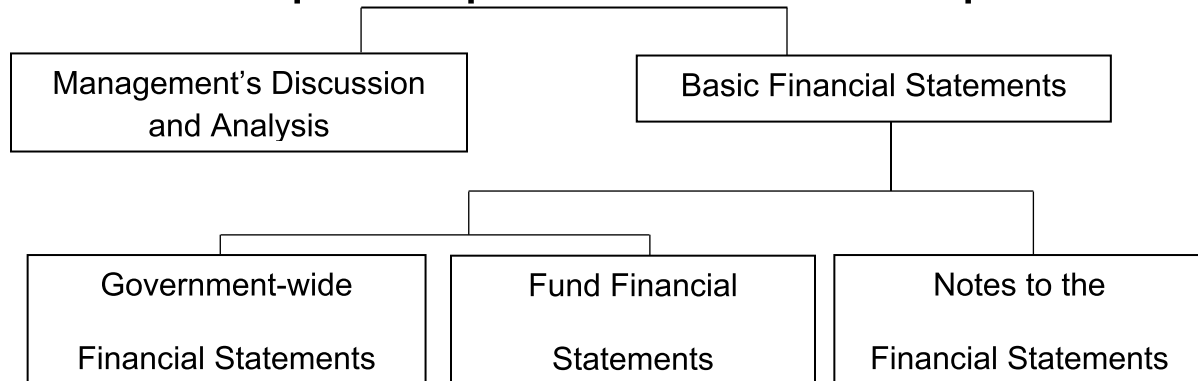 Management’s Discussion
and Analysis
Basic Financial Statements
Government-wide
Financial Statements
Fund Financial
Statements
Notes to the
Financial Statements